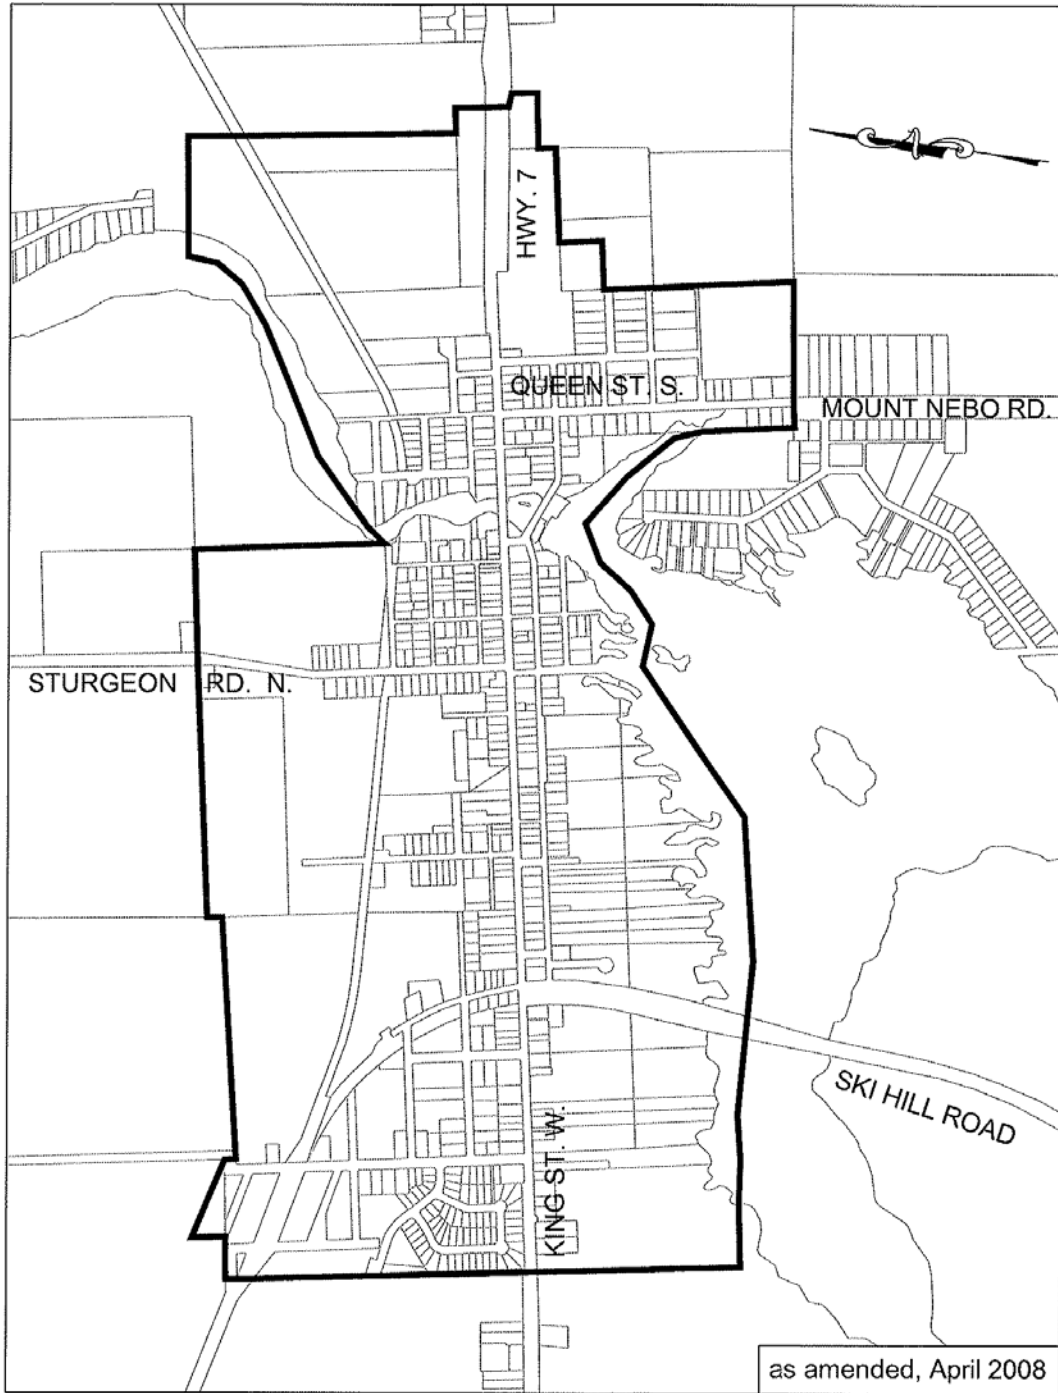 HWY. 7
QUEEN ST. S.
MOUNT NEBO RD.
STURGEON RD. N.
SKI HILL ROAD
KING ST. W.
as amended, April 2008